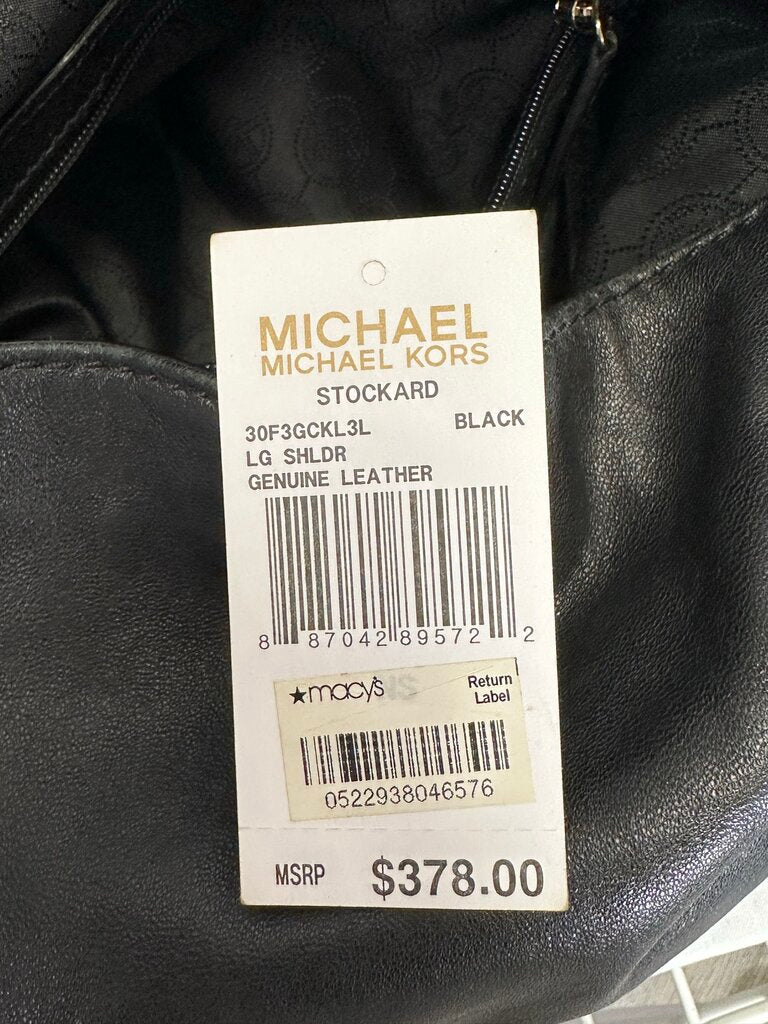 MICHAEL
MICHAEL KORS
STOCKARD
30F3GCKL3L BLACK
LG SHLDR
GENUINE LEATHER
8 87042 89572 2
★macy's Return
Label
0522938046576
MSRP $378.00